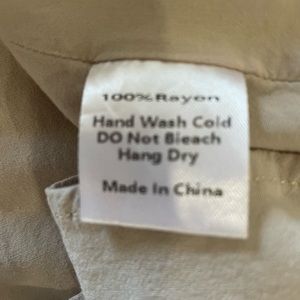 100% Rayon
Hand Wash Cold
DO Not Bleach
Hang Dry
Made In China